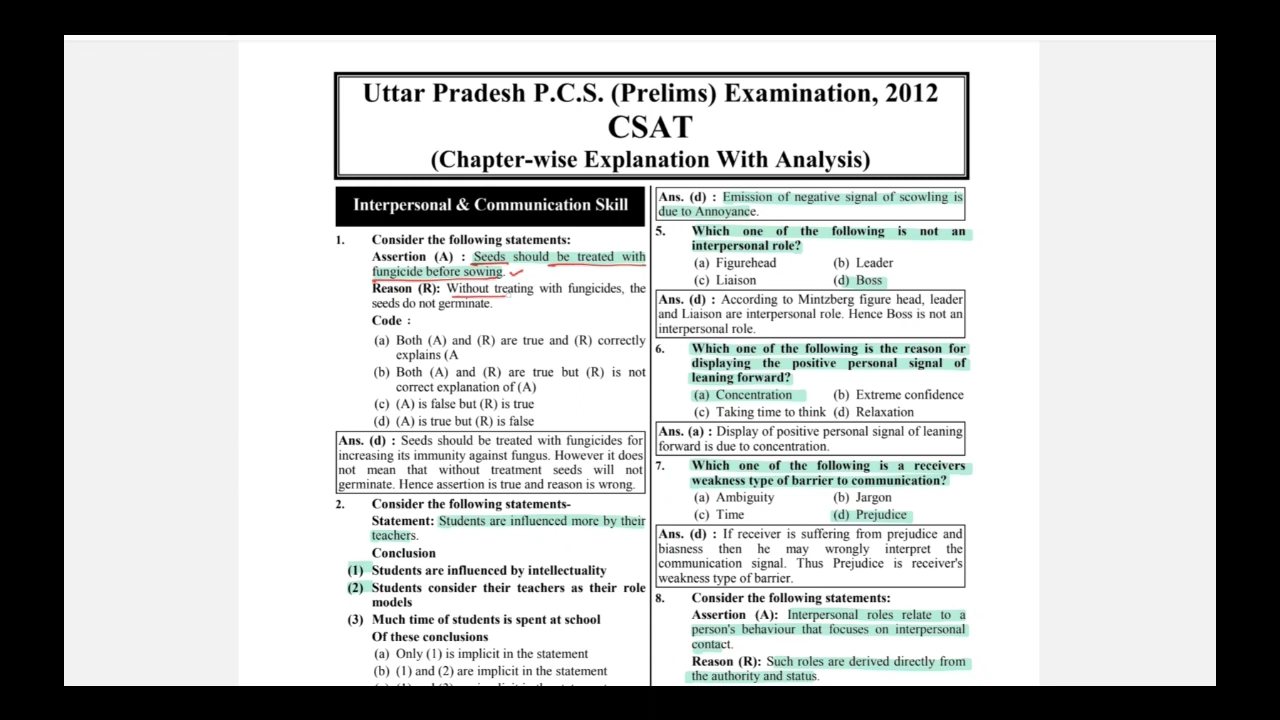 Uttar Pradesh P.C.S. (Prelims) Examination, 2012
CSAT
(Chapter-wise Explanation With Analysis)
Interpersonal & Communication Skill
1. Consider the following statements:
Assertion (A) : Seeds should be treated with
fungicide before sowing.
Reason (R): Without treating with fungicides, the
seeds do not germinate.
Code :
(a) Both (A) and (R) are true and (R) correctly
explains (A
(b) Both (A) and (R) are true but (R) is not
correct explanation of (A)
(c) (A) is false but (R) is true
(d) (A) is true but (R) is false
Ans. (d) : Seeds should be treated with fungicides for
increasing its immunity against fungus. However it does
not mean that without treatment seeds will not
germinate. Hence assertion is true and reason is wrong.
2. Consider the following statements-
Statement: Students are influenced more by their
teachers.
Conclusion
(1) Students are influenced by intellectuality
(2) Students consider their teachers as their role
models
(3) Much time of students is spent at school
Of these conclusions
(a) Only (1) is implicit in the statement
(b) (1) and (2) are implicit in the statement
Ans. (d) : Emission of negative signal of scowling is
due to Annoyance.
5. Which one of the following is not an
interpersonal role?
(a) Figurehead (b) Leader
(c) Liaison (d) Boss
Ans. (d) : According to Mintzberg figure head, leader
and Liaison are interpersonal role. Hence Boss is not an
interpersonal role.
6. Which one of the following is the reason for
displaying the positive personal signal of
leaning forward?
(a) Concentration (b) Extreme confidence
(c) Taking time to think (d) Relaxation
Ans. (a) : Display of positive personal signal of leaning
forward is due to concentration.
7. Which one of the following is a receivers
weakness type of barrier to communication?
(a) Ambiguity (b) Jargon
(c) Time (d) Prejudice
Ans. (d) : If receiver is suffering from prejudice and
biasness then he may wrongly interpret the
communication signal. Thus Prejudice is receiver's
weakness type of barrier.
8. Consider the following statements:
Assertion (A): Interpersonal roles relate to a
person's behaviour that focuses on interpersonal
contact.
Reason (R): Such roles are derived directly from
the authority and status.